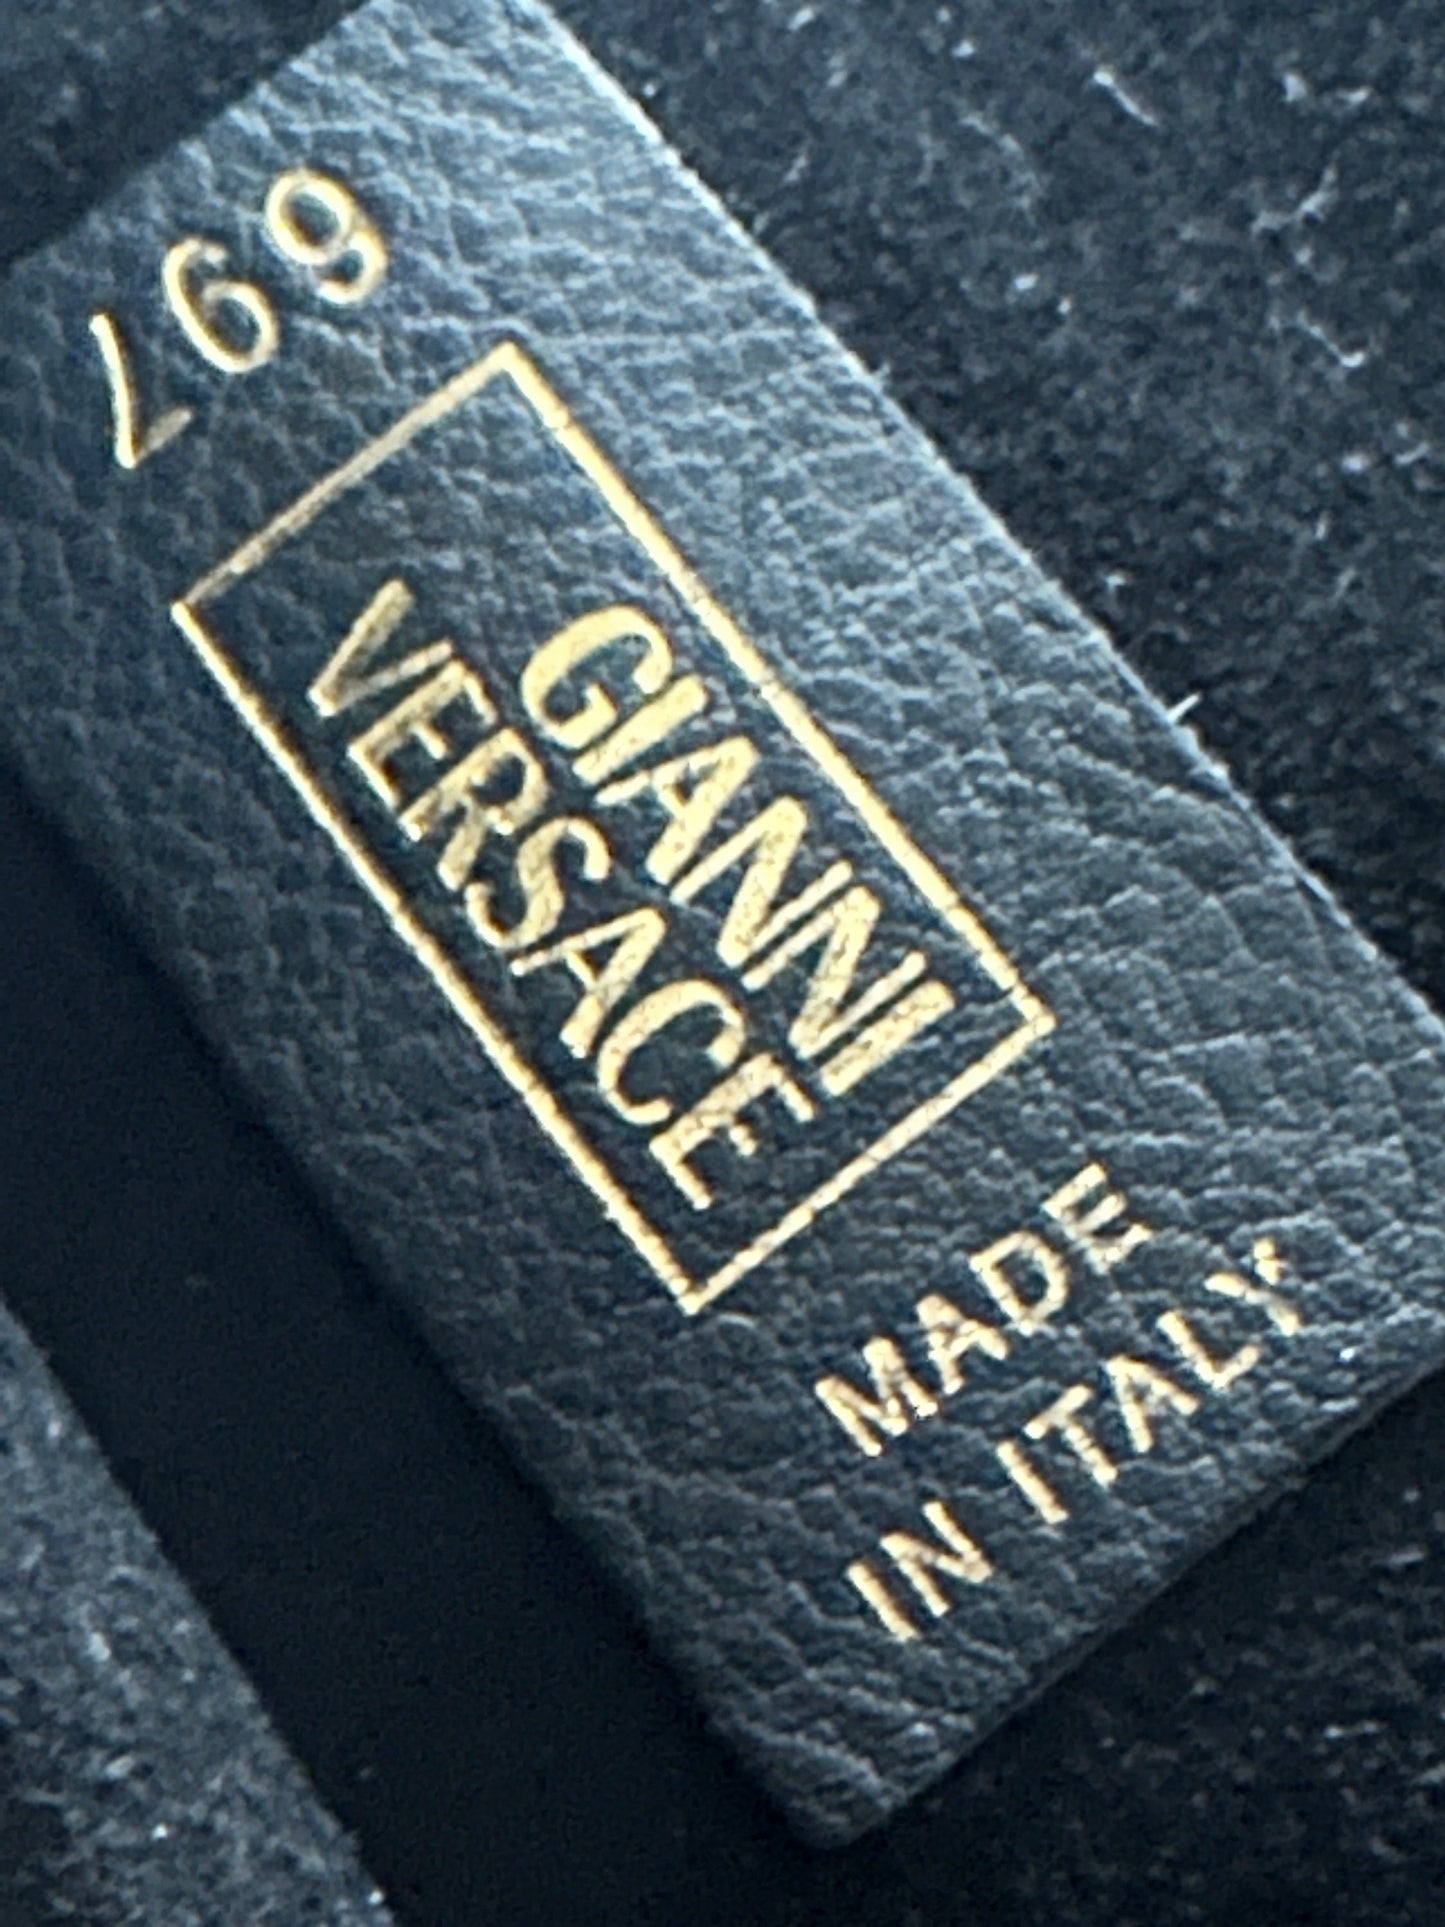 697
GIANNI
VERSACE
MADE
IN ITALY